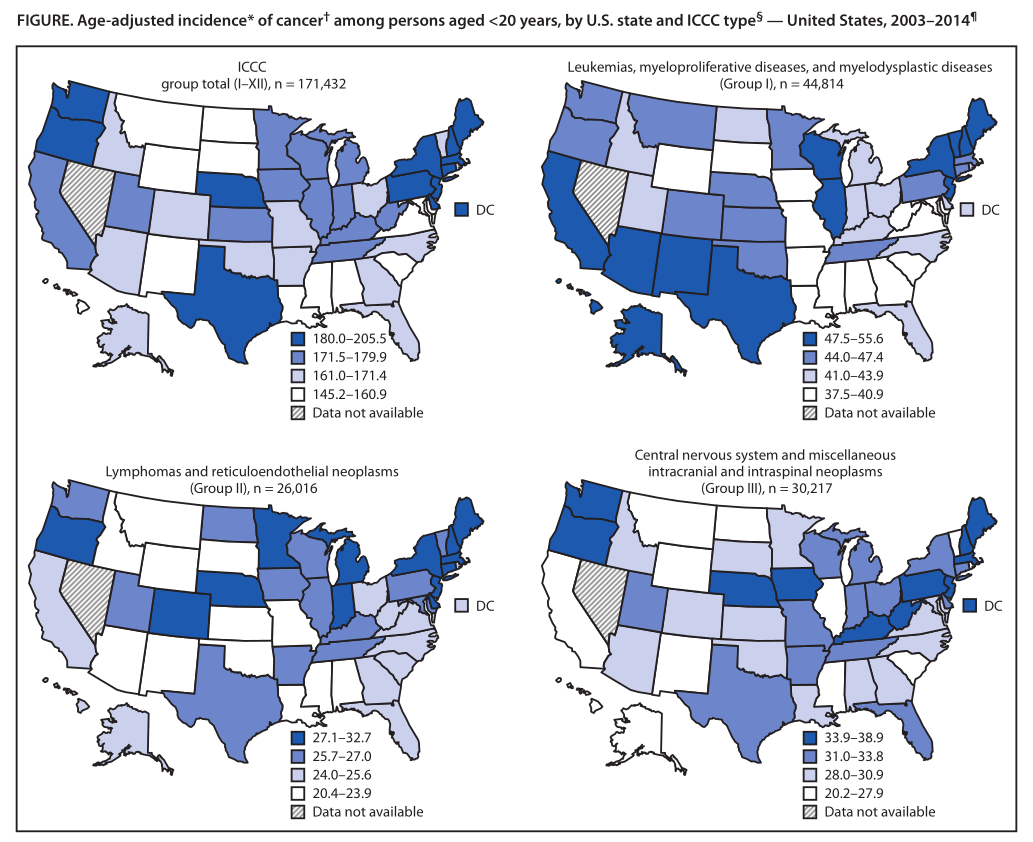 FIGURE. Age-adjusted incidence* of cancer† among persons aged <20 years, by U.S. state and ICCC type§ — United States, 2003–2014¶
ICCC
group total (I–XII), n = 171,432
DC
180.0–205.5
171.5–179.9
161.0–171.4
145.2–160.9
Data not available
Leukemias, myeloproliferative diseases, and myelodysplastic diseases
(Group I), n = 44,814
DC
47.5–55.6
44.0–47.4
41.0–43.9
37.5–40.9
Data not available
Lymphomas and reticuloendothelial neoplasms
(Group II), n = 26,016
DC
27.1–32.7
25.7–27.0
24.0–25.6
20.4–23.9
Data not available
Central nervous system and miscellaneous
intracranial and intraspinal neoplasms
(Group III), n = 30,217
DC
33.9–38.9
31.0–33.8
28.0–30.9
20.2–27.9
Data not available